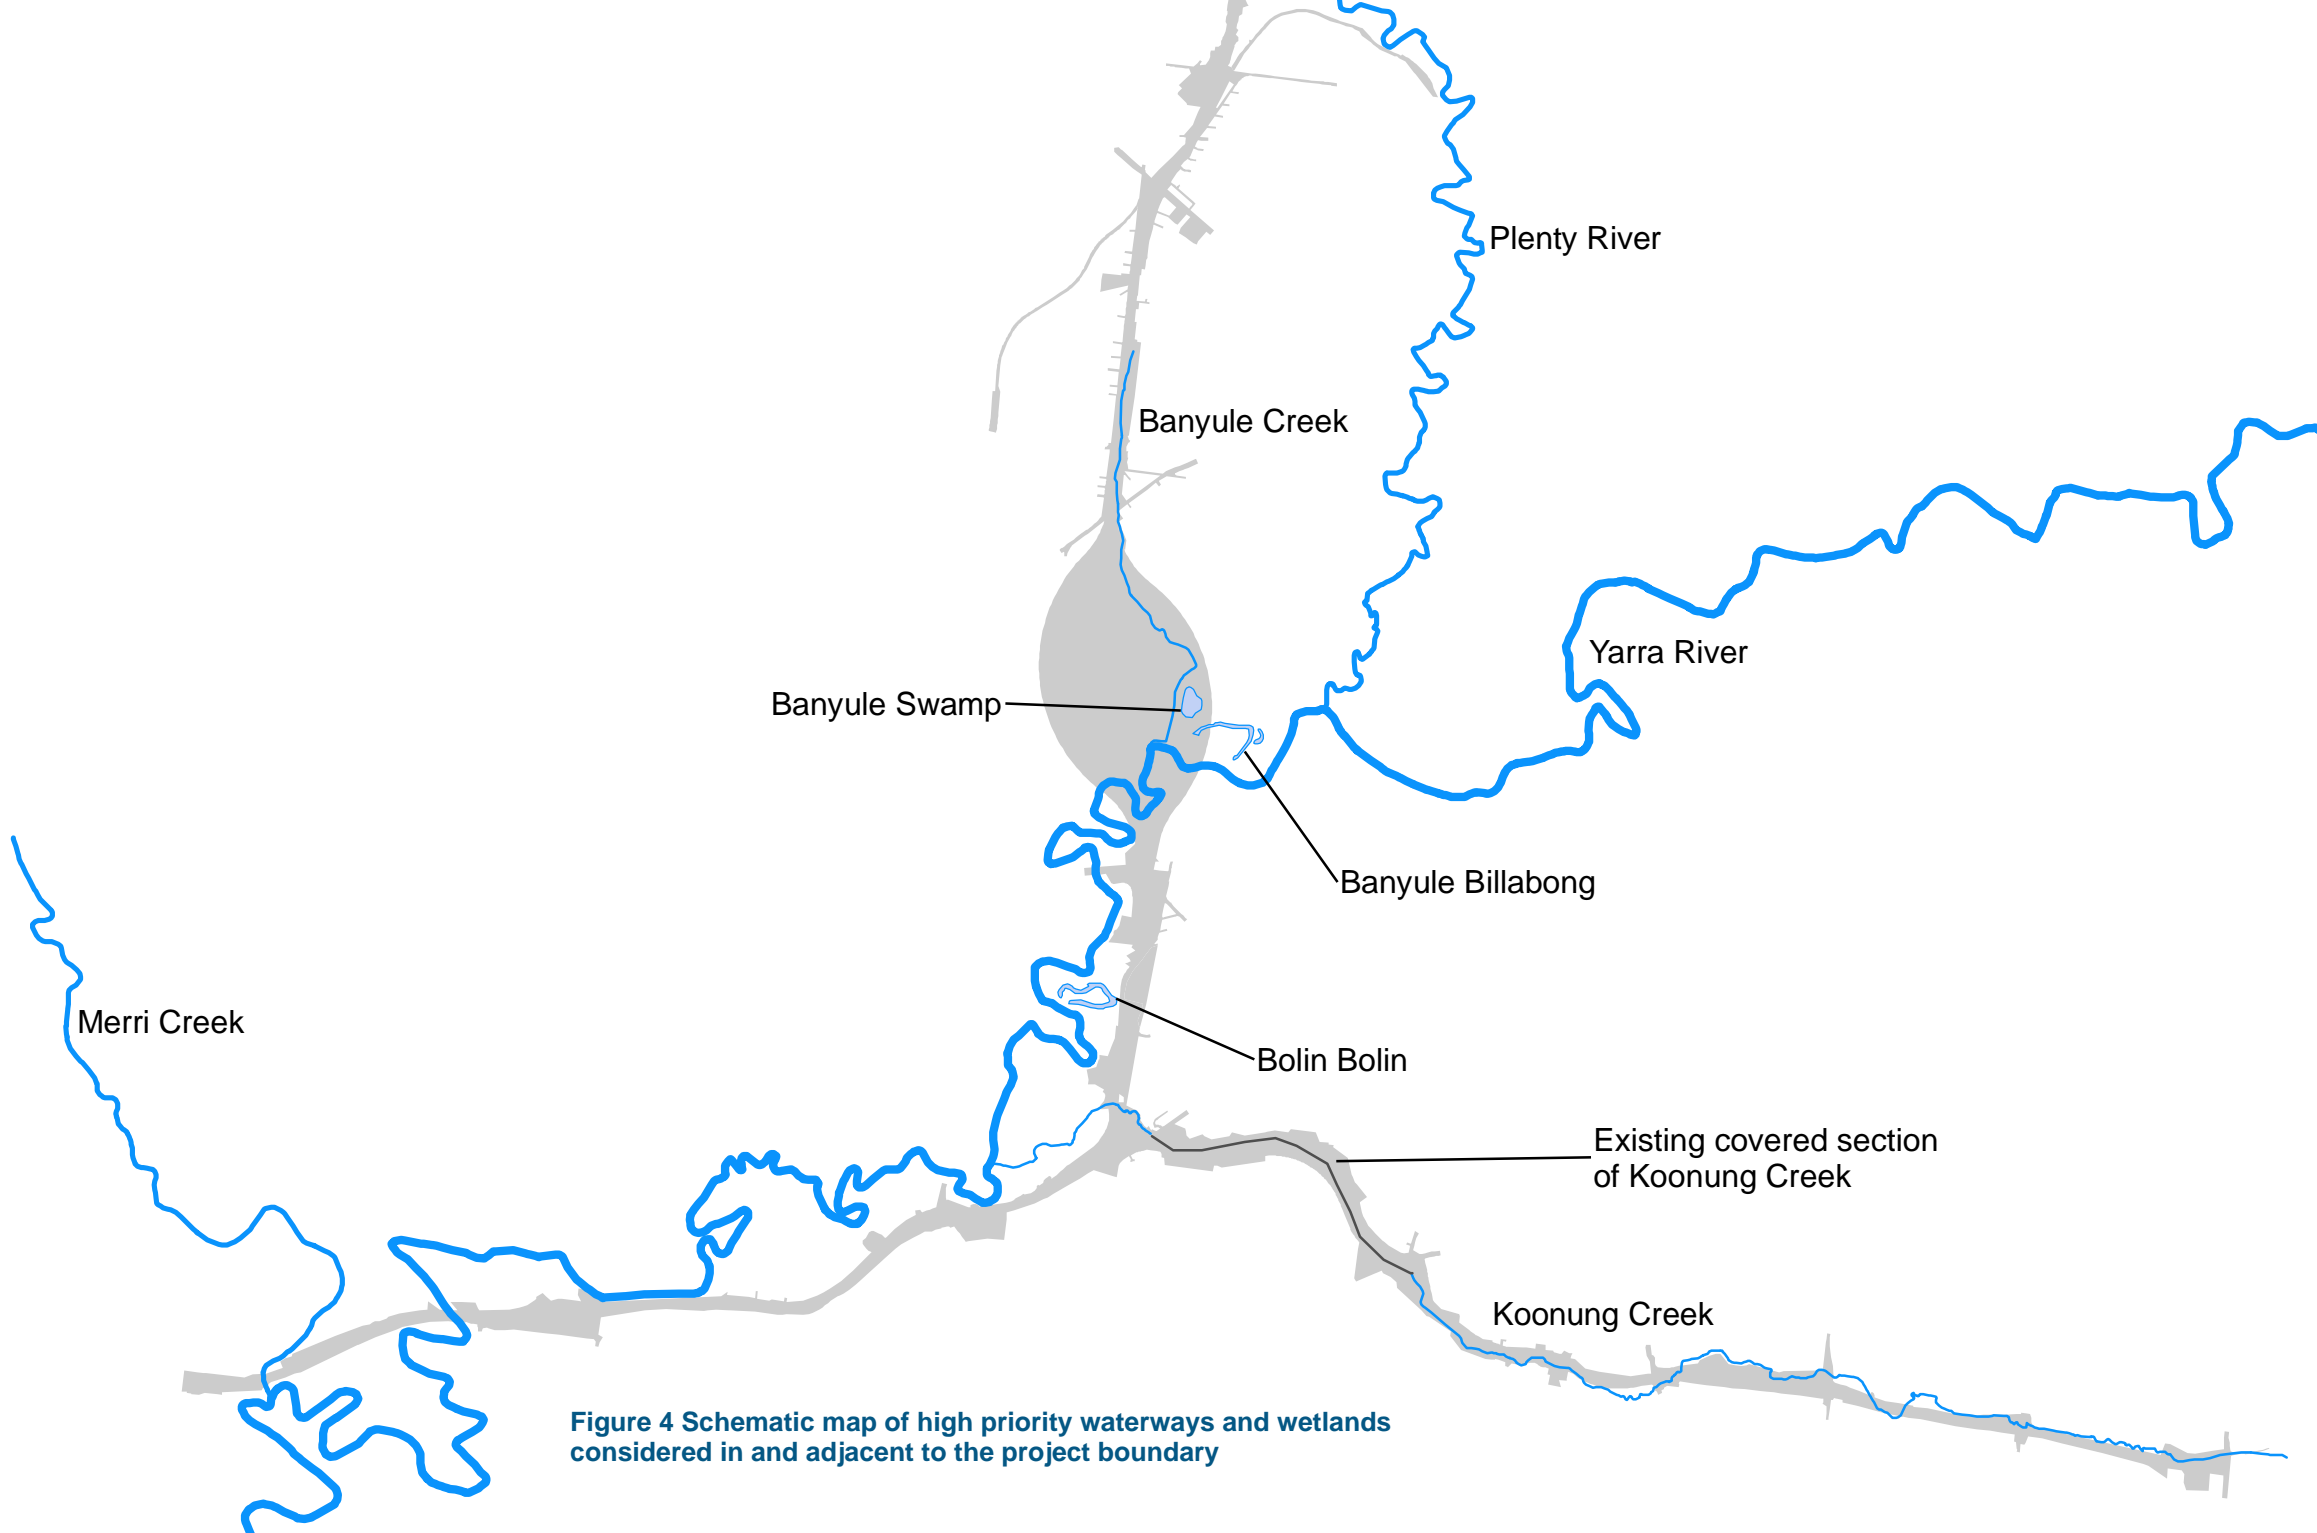 Plenty River
Banyule Creek
Yarra River
Banyule Swamp
Banyule Billabong
Merri Creek
Bolin Bolin
Existing covered section
of Koonung Creek
Koonung Creek
Figure 4 Schematic map of high priority waterways and wetlands
considered in and adjacent to the project boundary